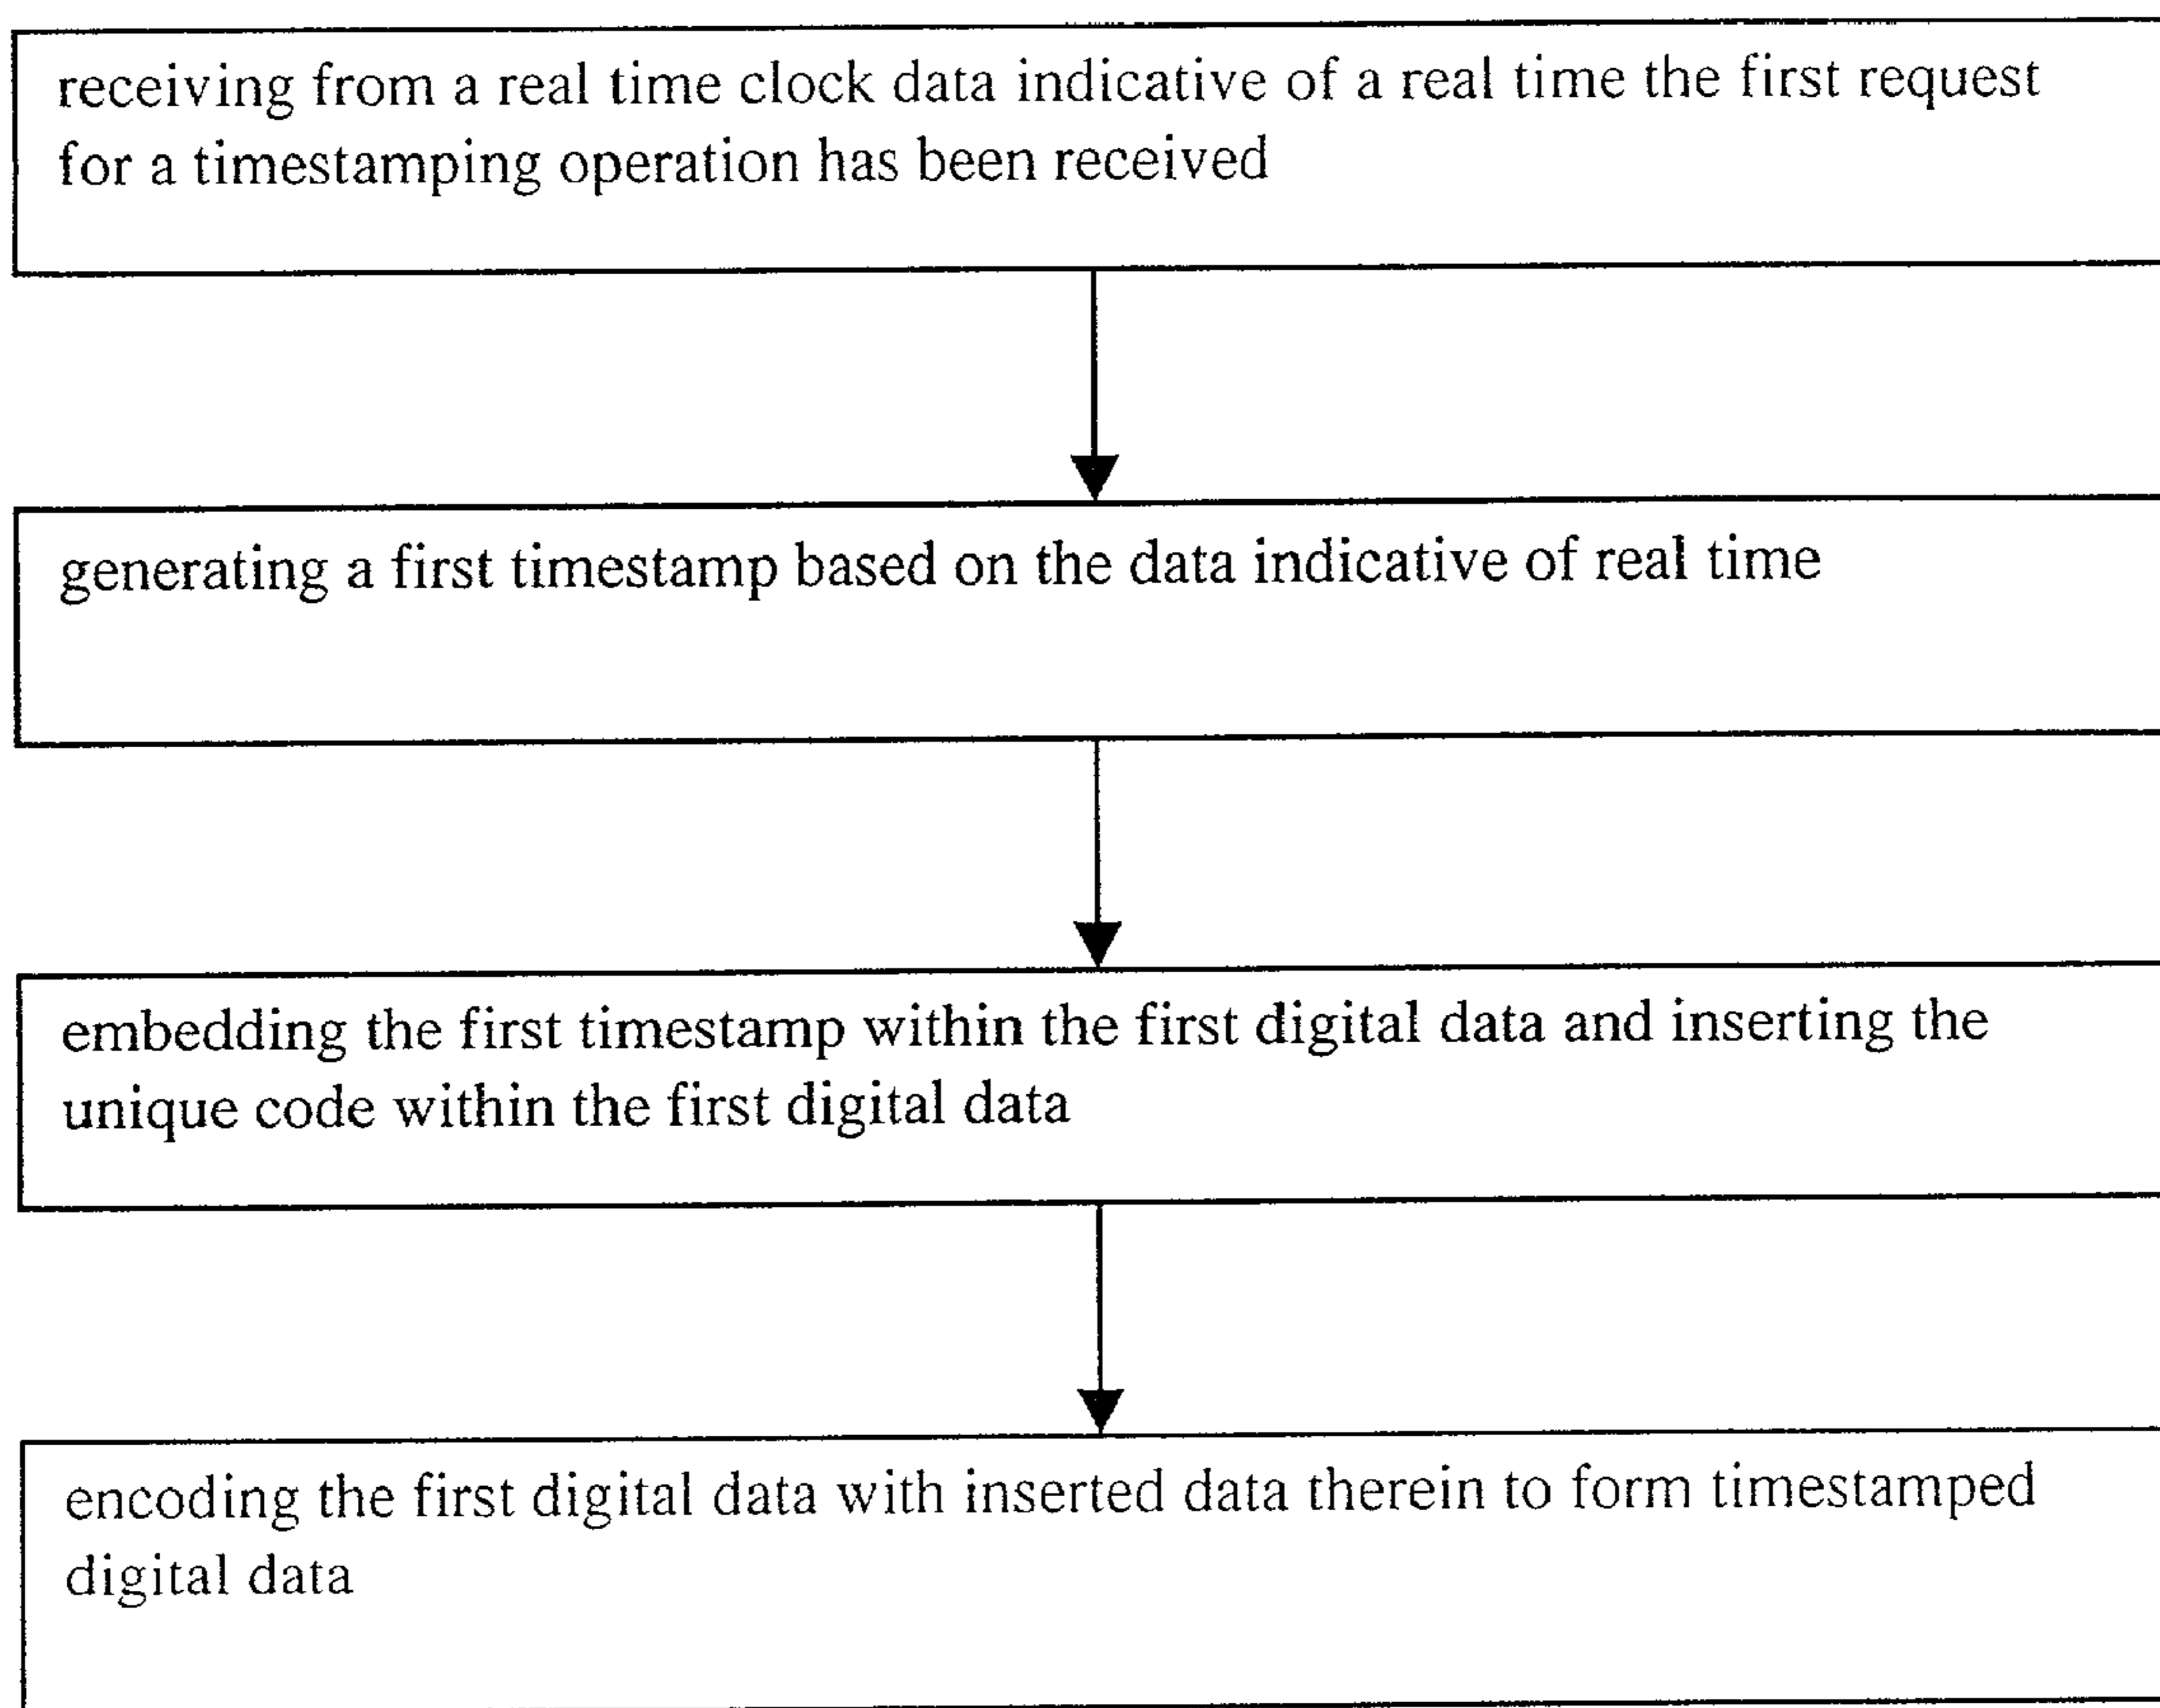 receiving from a real time clock data indicative of a real time the first request
for a timestamping operation has been received
generating a first timestamp based on the data indicative of real time
embedding the first timestamp within the first digital data and inserting the
unique code within the first digital data
encoding the first digital data with inserted data therein to form timestamped
digital data